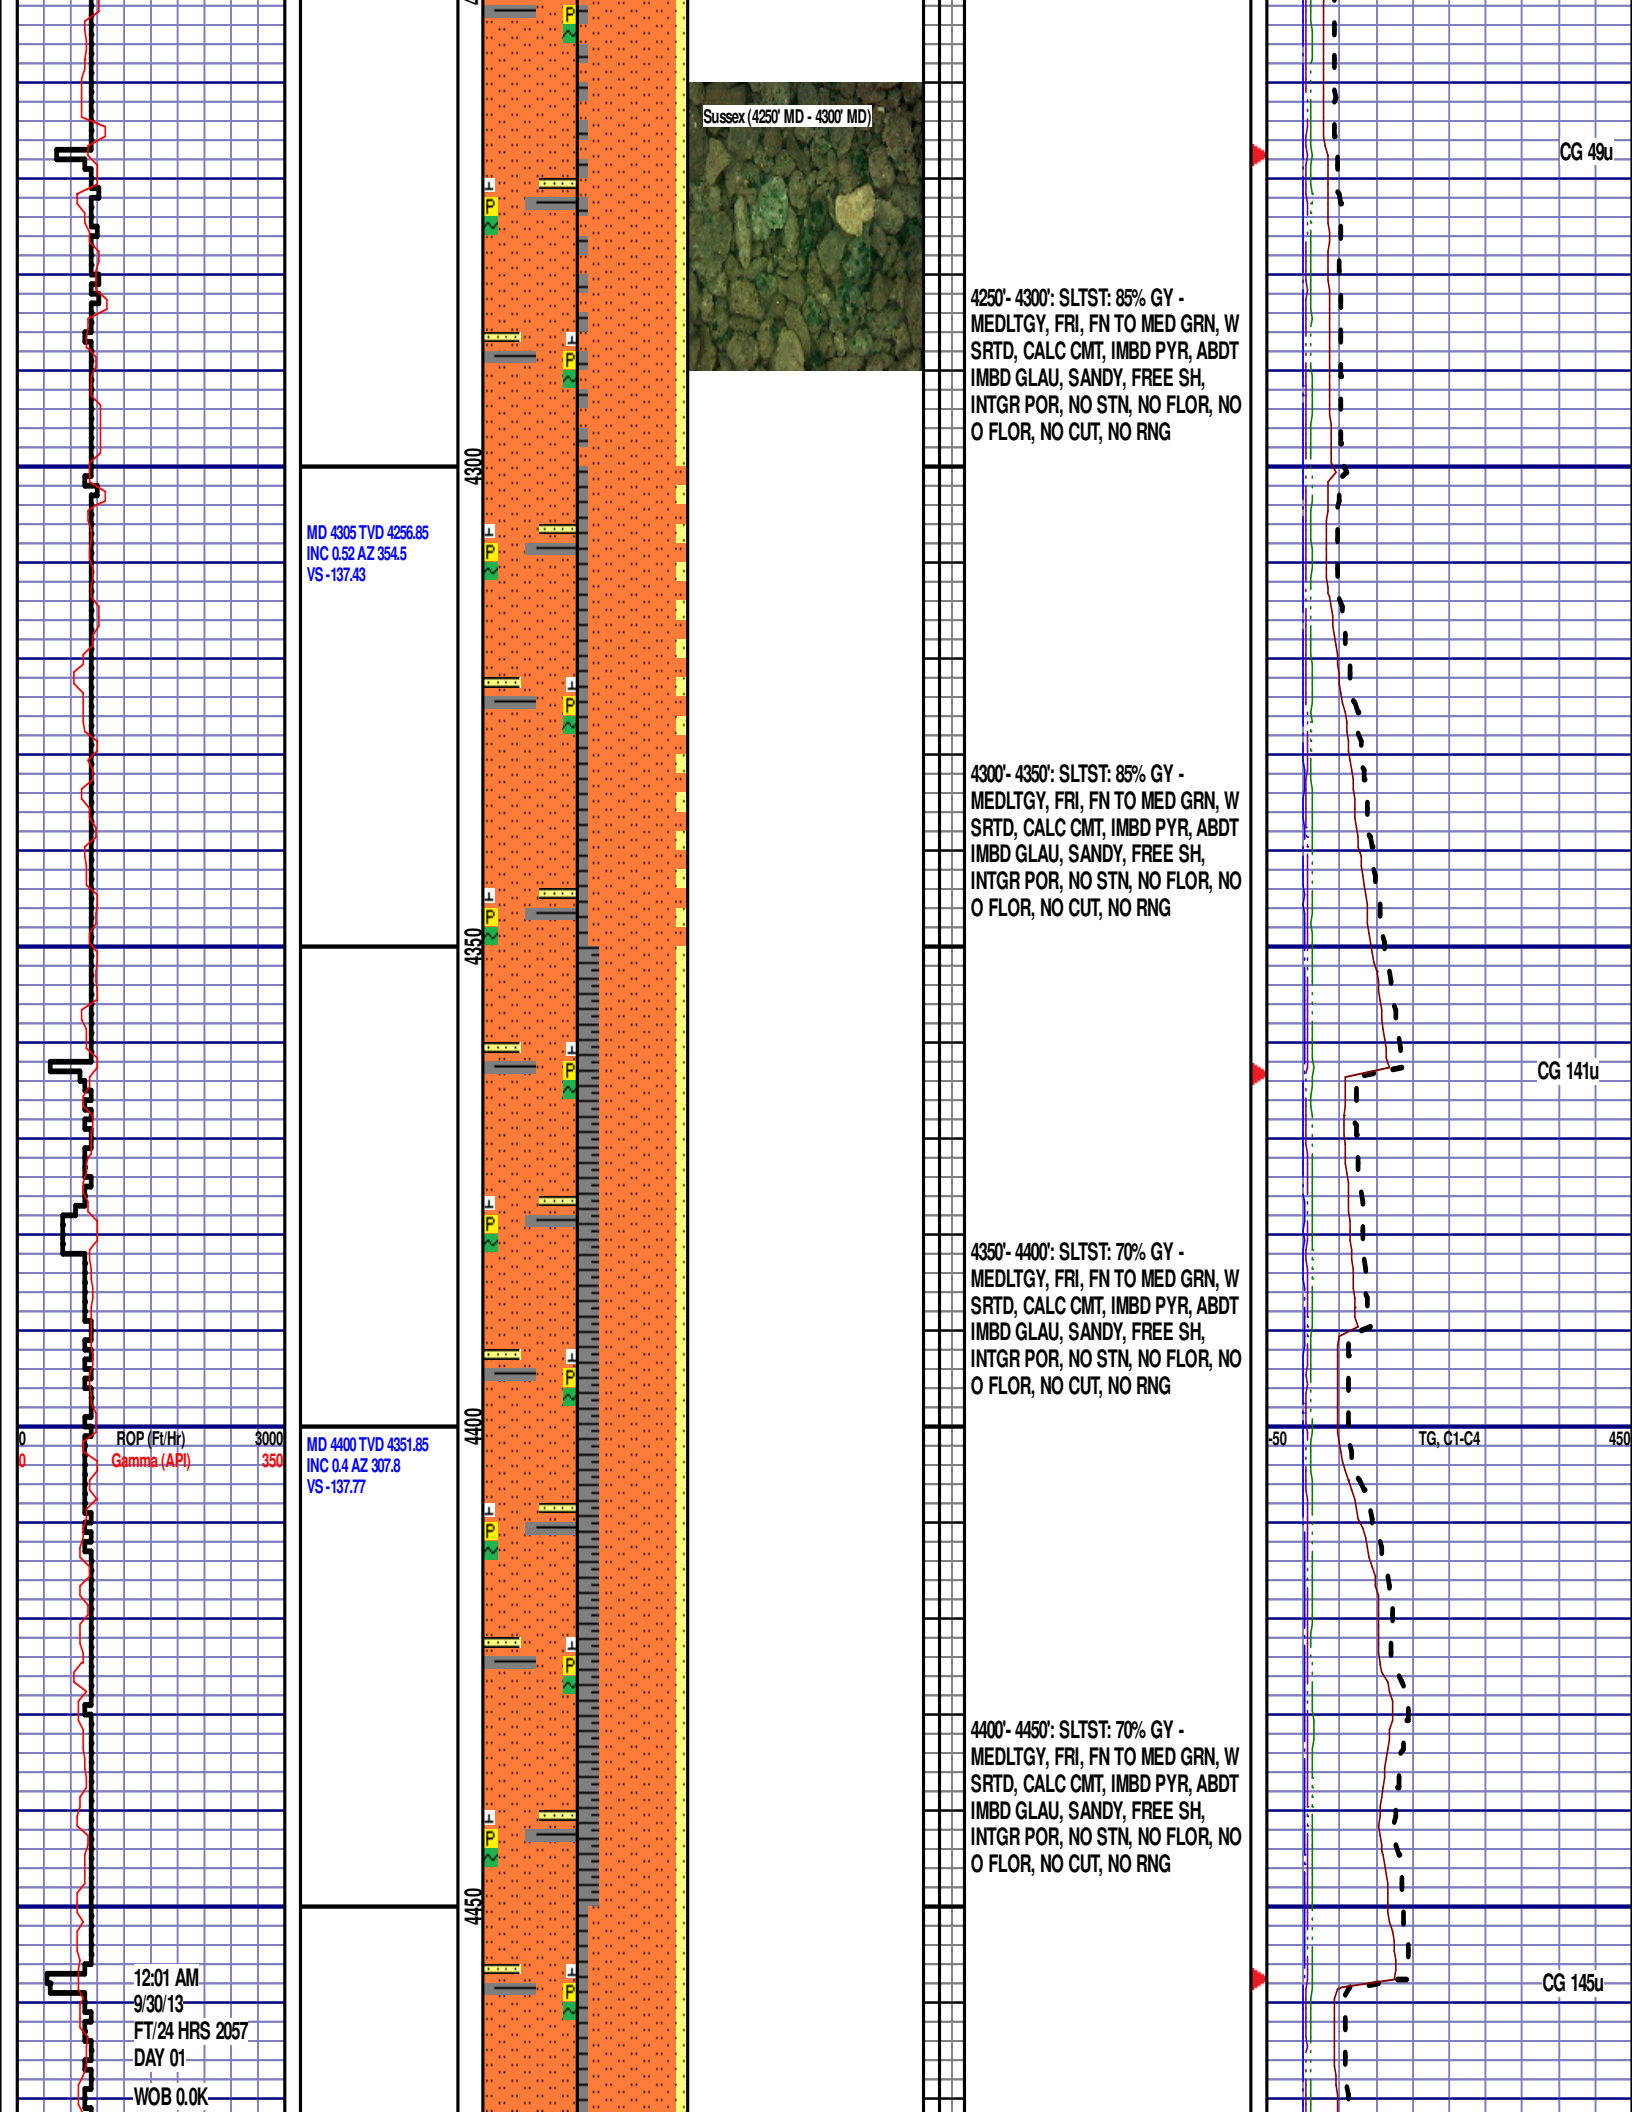 Sussex (4250' MD - 4300' MD)
CG 49u
4250'- 4300': SLTST: 85% GY -
MEDLTGY, FRI, FN TO MED GRN, W
SRTD, CALC CMT, IMBD PYR, ABDT
IMBD GLAU, SANDY, FREE SH,
INTGR POR, NO STN, NO FLOR, NO
O FLOR, NO CUT, NO RNG
4300
MD 4305 TVD 4256.85
INC 0.52 AZ 354.5
VS -137.43
4300'- 4350': SLTST: 85% GY -
MEDLTGY, FRI, FN TO MED GRN, W
SRTD, CALC CMT, IMBD PYR, ABDT
IMBD GLAU, SANDY, FREE SH,
INTGR POR, NO STN, NO FLOR, NO
O FLOR, NO CUT, NO RNG
4350
CG 141u
4350'- 4400': SLTST: 70% GY -
MEDLTGY, FRI, FN TO MED GRN, W
SRTD, CALC CMT, IMBD PYR, ABDT
IMBD GLAU, SANDY, FREE SH,
INTGR POR, NO STN, NO FLOR, NO
O FLOR, NO CUT, NO RNG
4400
0 ROP (Ft/Hr) 3000
0 Gamma (API) 350
MD 4400 TVD 4351.85
INC 0.4 AZ 307.8
VS -137.77
-50 TG, C1-C4 450
4400'- 4450': SLTST: 70% GY -
MEDLTGY, FRI, FN TO MED GRN, W
SRTD, CALC CMT, IMBD PYR, ABDT
IMBD GLAU, SANDY, FREE SH,
INTGR POR, NO STN, NO FLOR, NO
O FLOR, NO CUT, NO RNG
4450
12:01 AM
9/30/13
FT/24 HRS 2057
DAY 01
WOB 0.0K
CG 145u